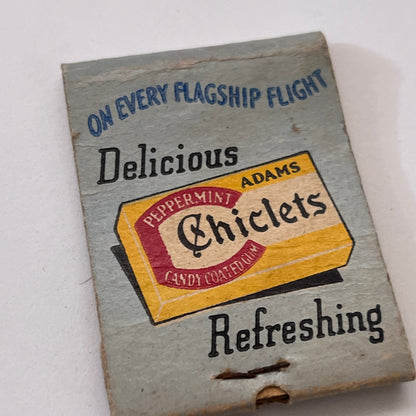 ON EVERY FLAGSHIP FLIGHT
Delicious
ADAMS
PEPPERMINT
Chiclets
CANDY COATED GUM
Refreshing